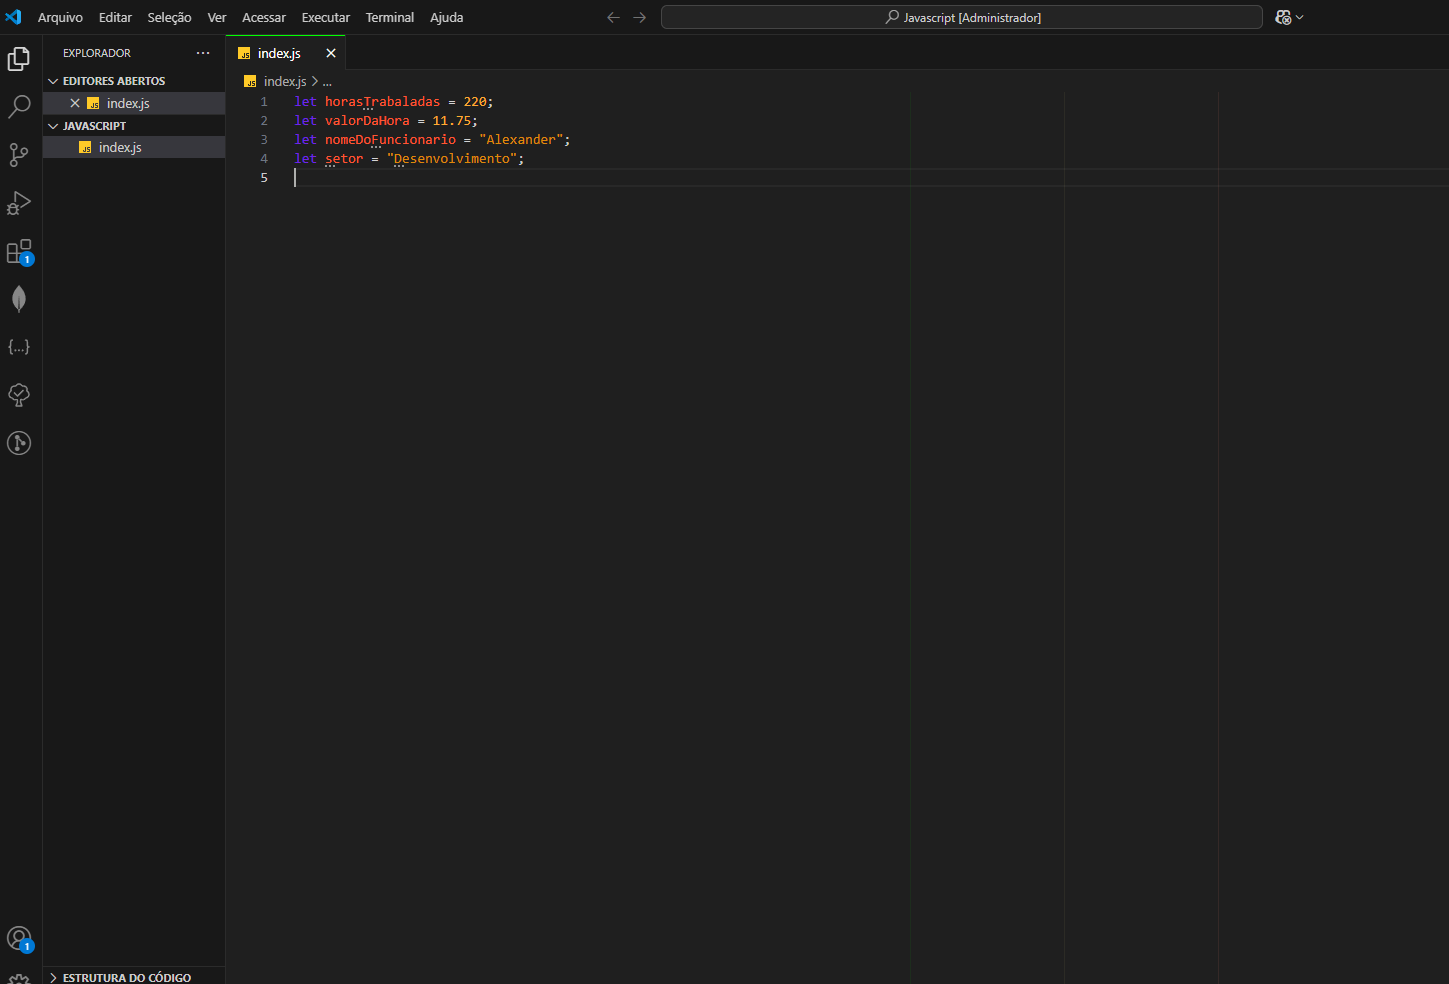 Arquivo Editar Seleção Ver Acessar Executar Terminal Ajuda
Javascript [Administrador]
EXPLORADOR ...
EDITORES ABERTOS
JS index.js
JAVASCRIPT
JS index.js
1
1
ESTRUTURA DO CÓDIGO
JS index.js
JS index.js > ...
1 let horasTrabaladas = 220;
2 let valorDaHora = 11.75;
3 let nomeDoFuncionario = "Alexander";
4 let setor = "Desenvolvimento";
5